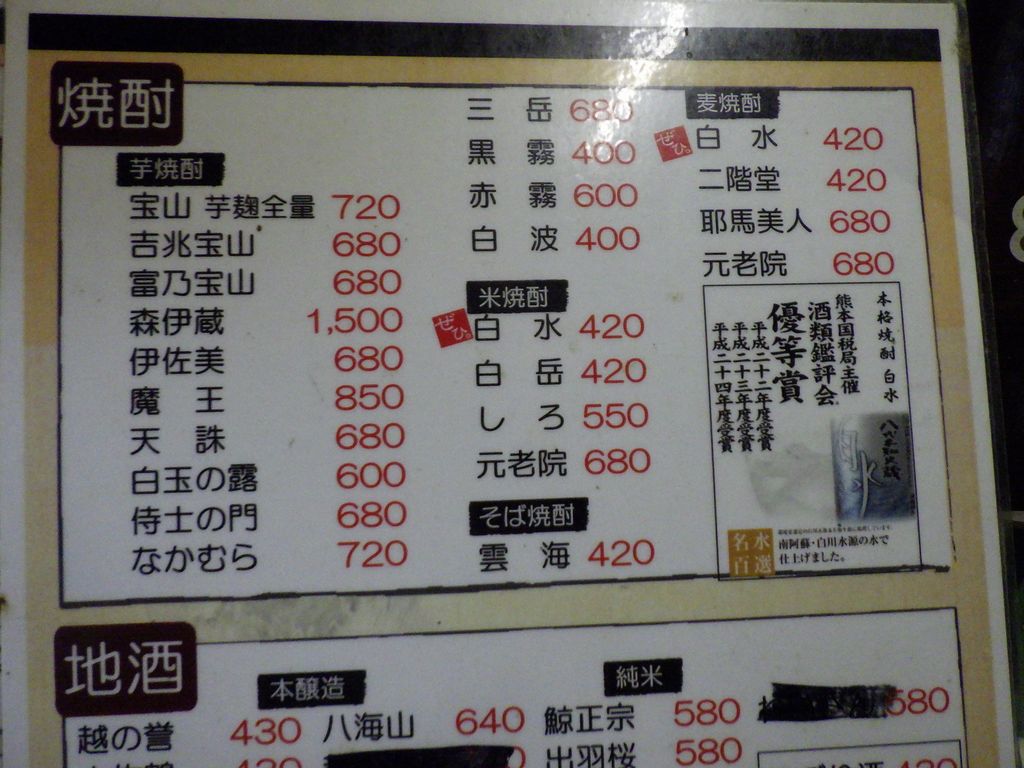 焼酎
芋焼酎
宝山 芋麹全量 720
吉兆宝山 680
富乃宝山 680
森伊蔵 1,500
伊佐美 680
魔王 850
天誅 680
白玉の露 600
侍士の門 680
なかむら 720
三岳 680
黒霧 400
赤霧 600
白波 400
米焼酎
ぜひ。
白水 420
白岳 420
しろ 550
元老院 680
そば焼酎
雲海 420
麦焼酎
ぜひ。
白水 420
二階堂 420
耶馬美人 680
元老院 680
本格焼酎 白水
熊本国税局主催
酒類鑑評会
優等賞
平成二十二年度受賞
平成二十三年度受賞
平成二十四年度受賞
名水百選
南阿蘇・白川水源の水で
仕上げました。
地酒
本醸造
越の誉 430
八海山 640
純米
鯨正宗 580
出羽桜 580
580